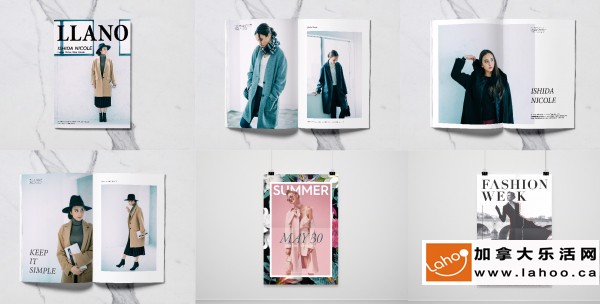 LLANO
ISHIDA NICOLE
ISHIDA
NICOLE
KEEP
IT
SIMPLE
SUMMER
MAY 30
FASHION
WEEK
Lahoo
加拿大乐活网
www.lahoo.ca